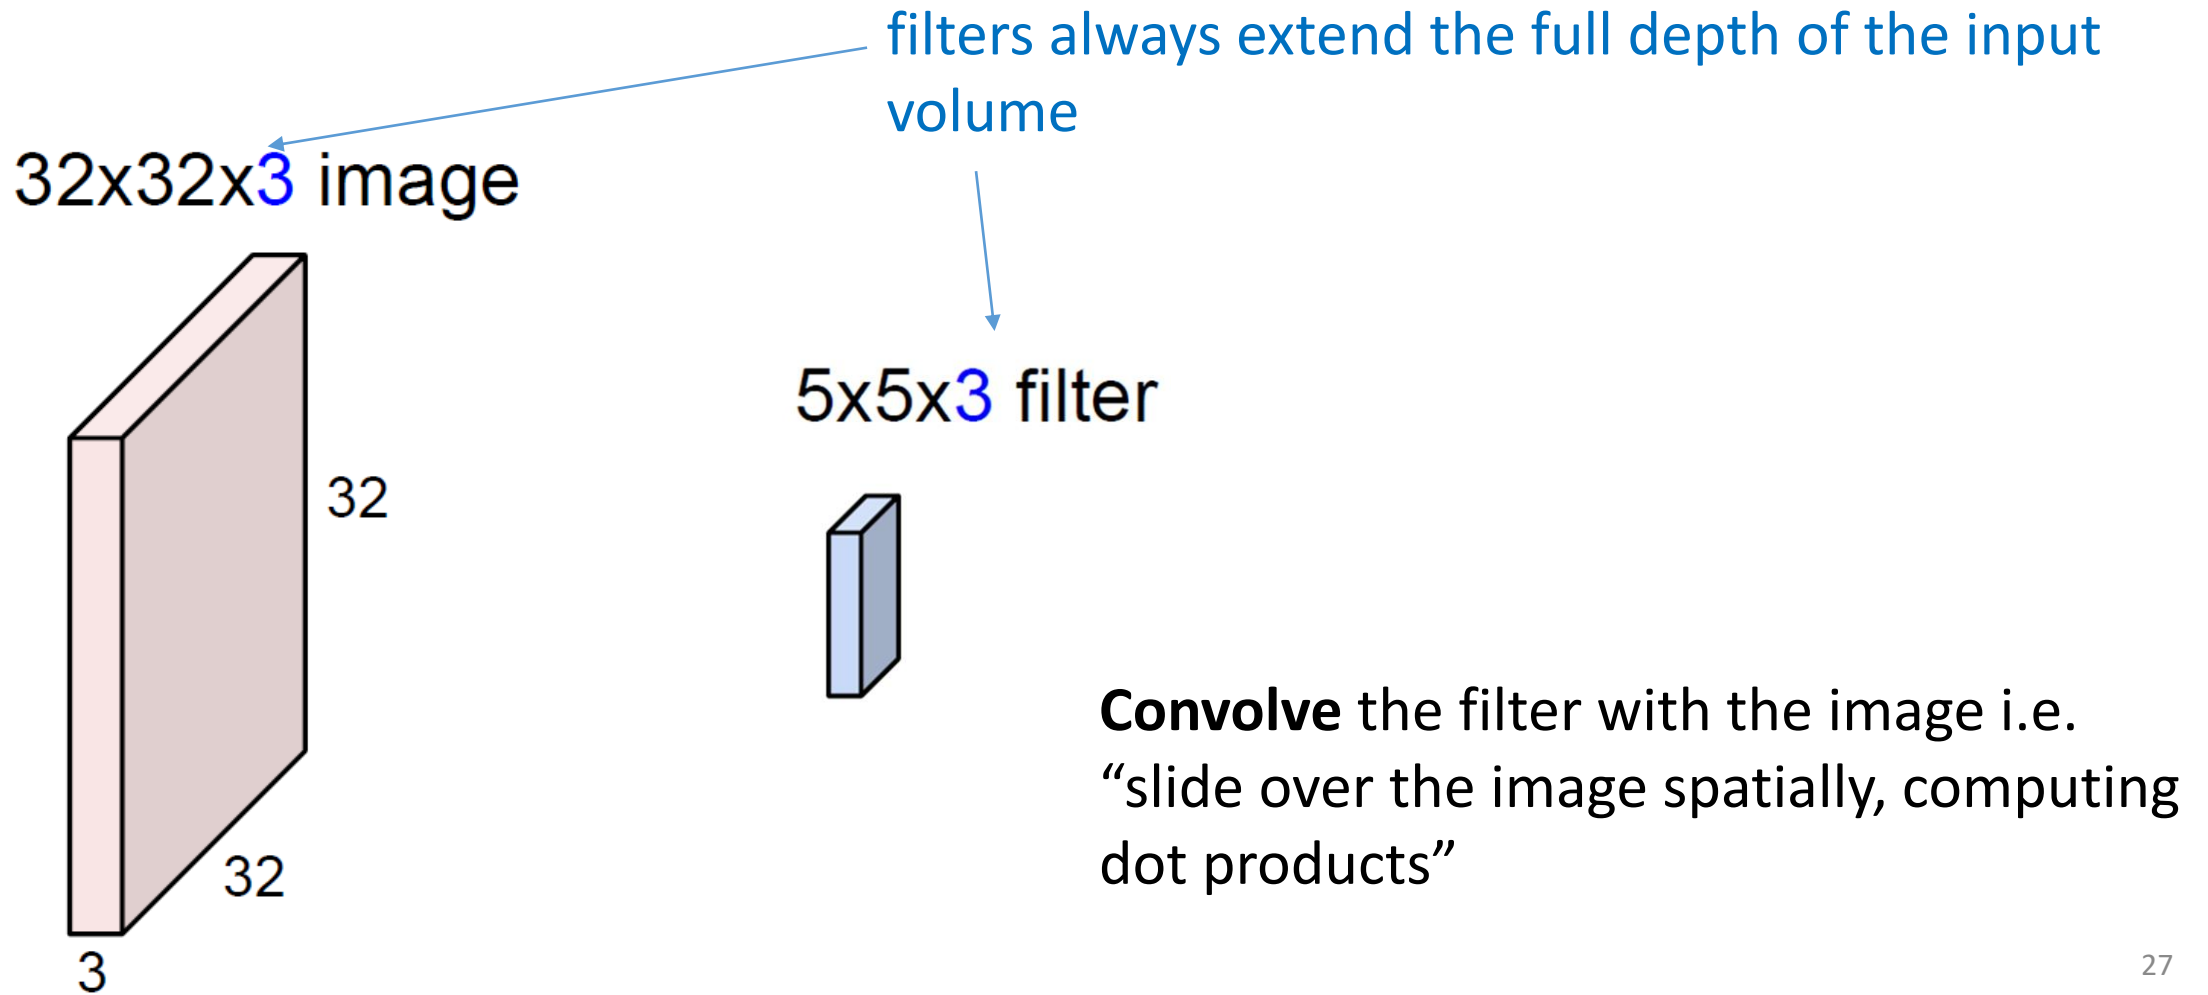 filters always extend the full depth of the input
volume
32x32x3 image
32
32
3
5x5x3 filter
Convolve the filter with the image i.e.
“slide over the image spatially, computing
dot products”
27